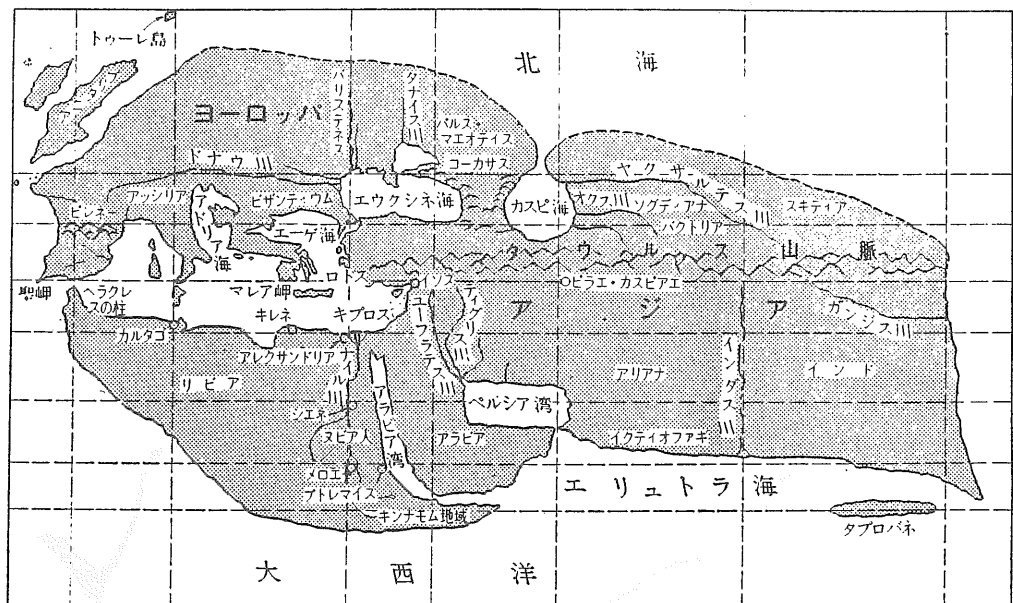 トゥーレ島
北海
ブリタニア
ヨーロッパ
バリステネス
タナイス川
パルス・
マエオティス
コーカサス
ドナウ川
ヤークサルテス川
アッシリア
アドリア海
ビザンティウム
エウクシネ海
カスピ海
オクス川
ソグディアナ
スキティア
ピレネー
エーゲ海
バクトリア
タウルス山脈
聖岬
ヘラクレ
スの柱
マレア岬
ロドス
イソス
ピラエ・カスピアエ
カルタゴ
キレネ
キプロス
ユーフラテス川
ティグリス川
アジア
ガンジス川
アレクサンドリア
ナイル川
リビア
アラビア湾
アリアナ
インダス川
インド
シエネ
ペルシア湾
ヌビア人
アラビア
イクティオファギ
メロエ
プトレマイス
エリュトラ海
キンナモム地域
タプロバネ
大西洋